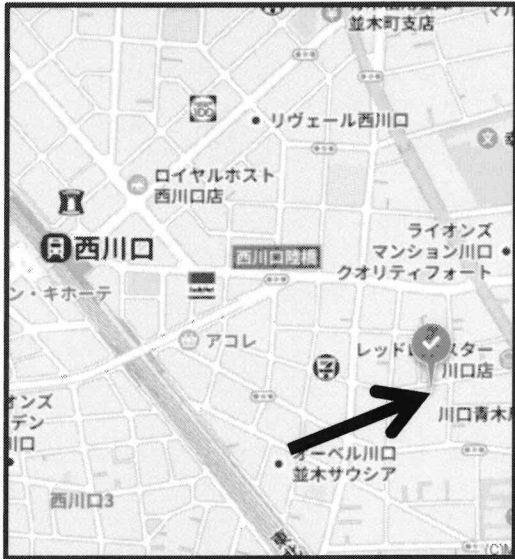 並木町支店
リヴェール西川口
ロイヤルホスト
西川口店
西川口
西川口陸橋
ライオンズ
マンション川口
クオリティフォート
ン・キホーテ
アコレ
レッド
スター
川口店
オンズ
デン
川口
川口青木
オーベル川口
並木サウシア
西川口3